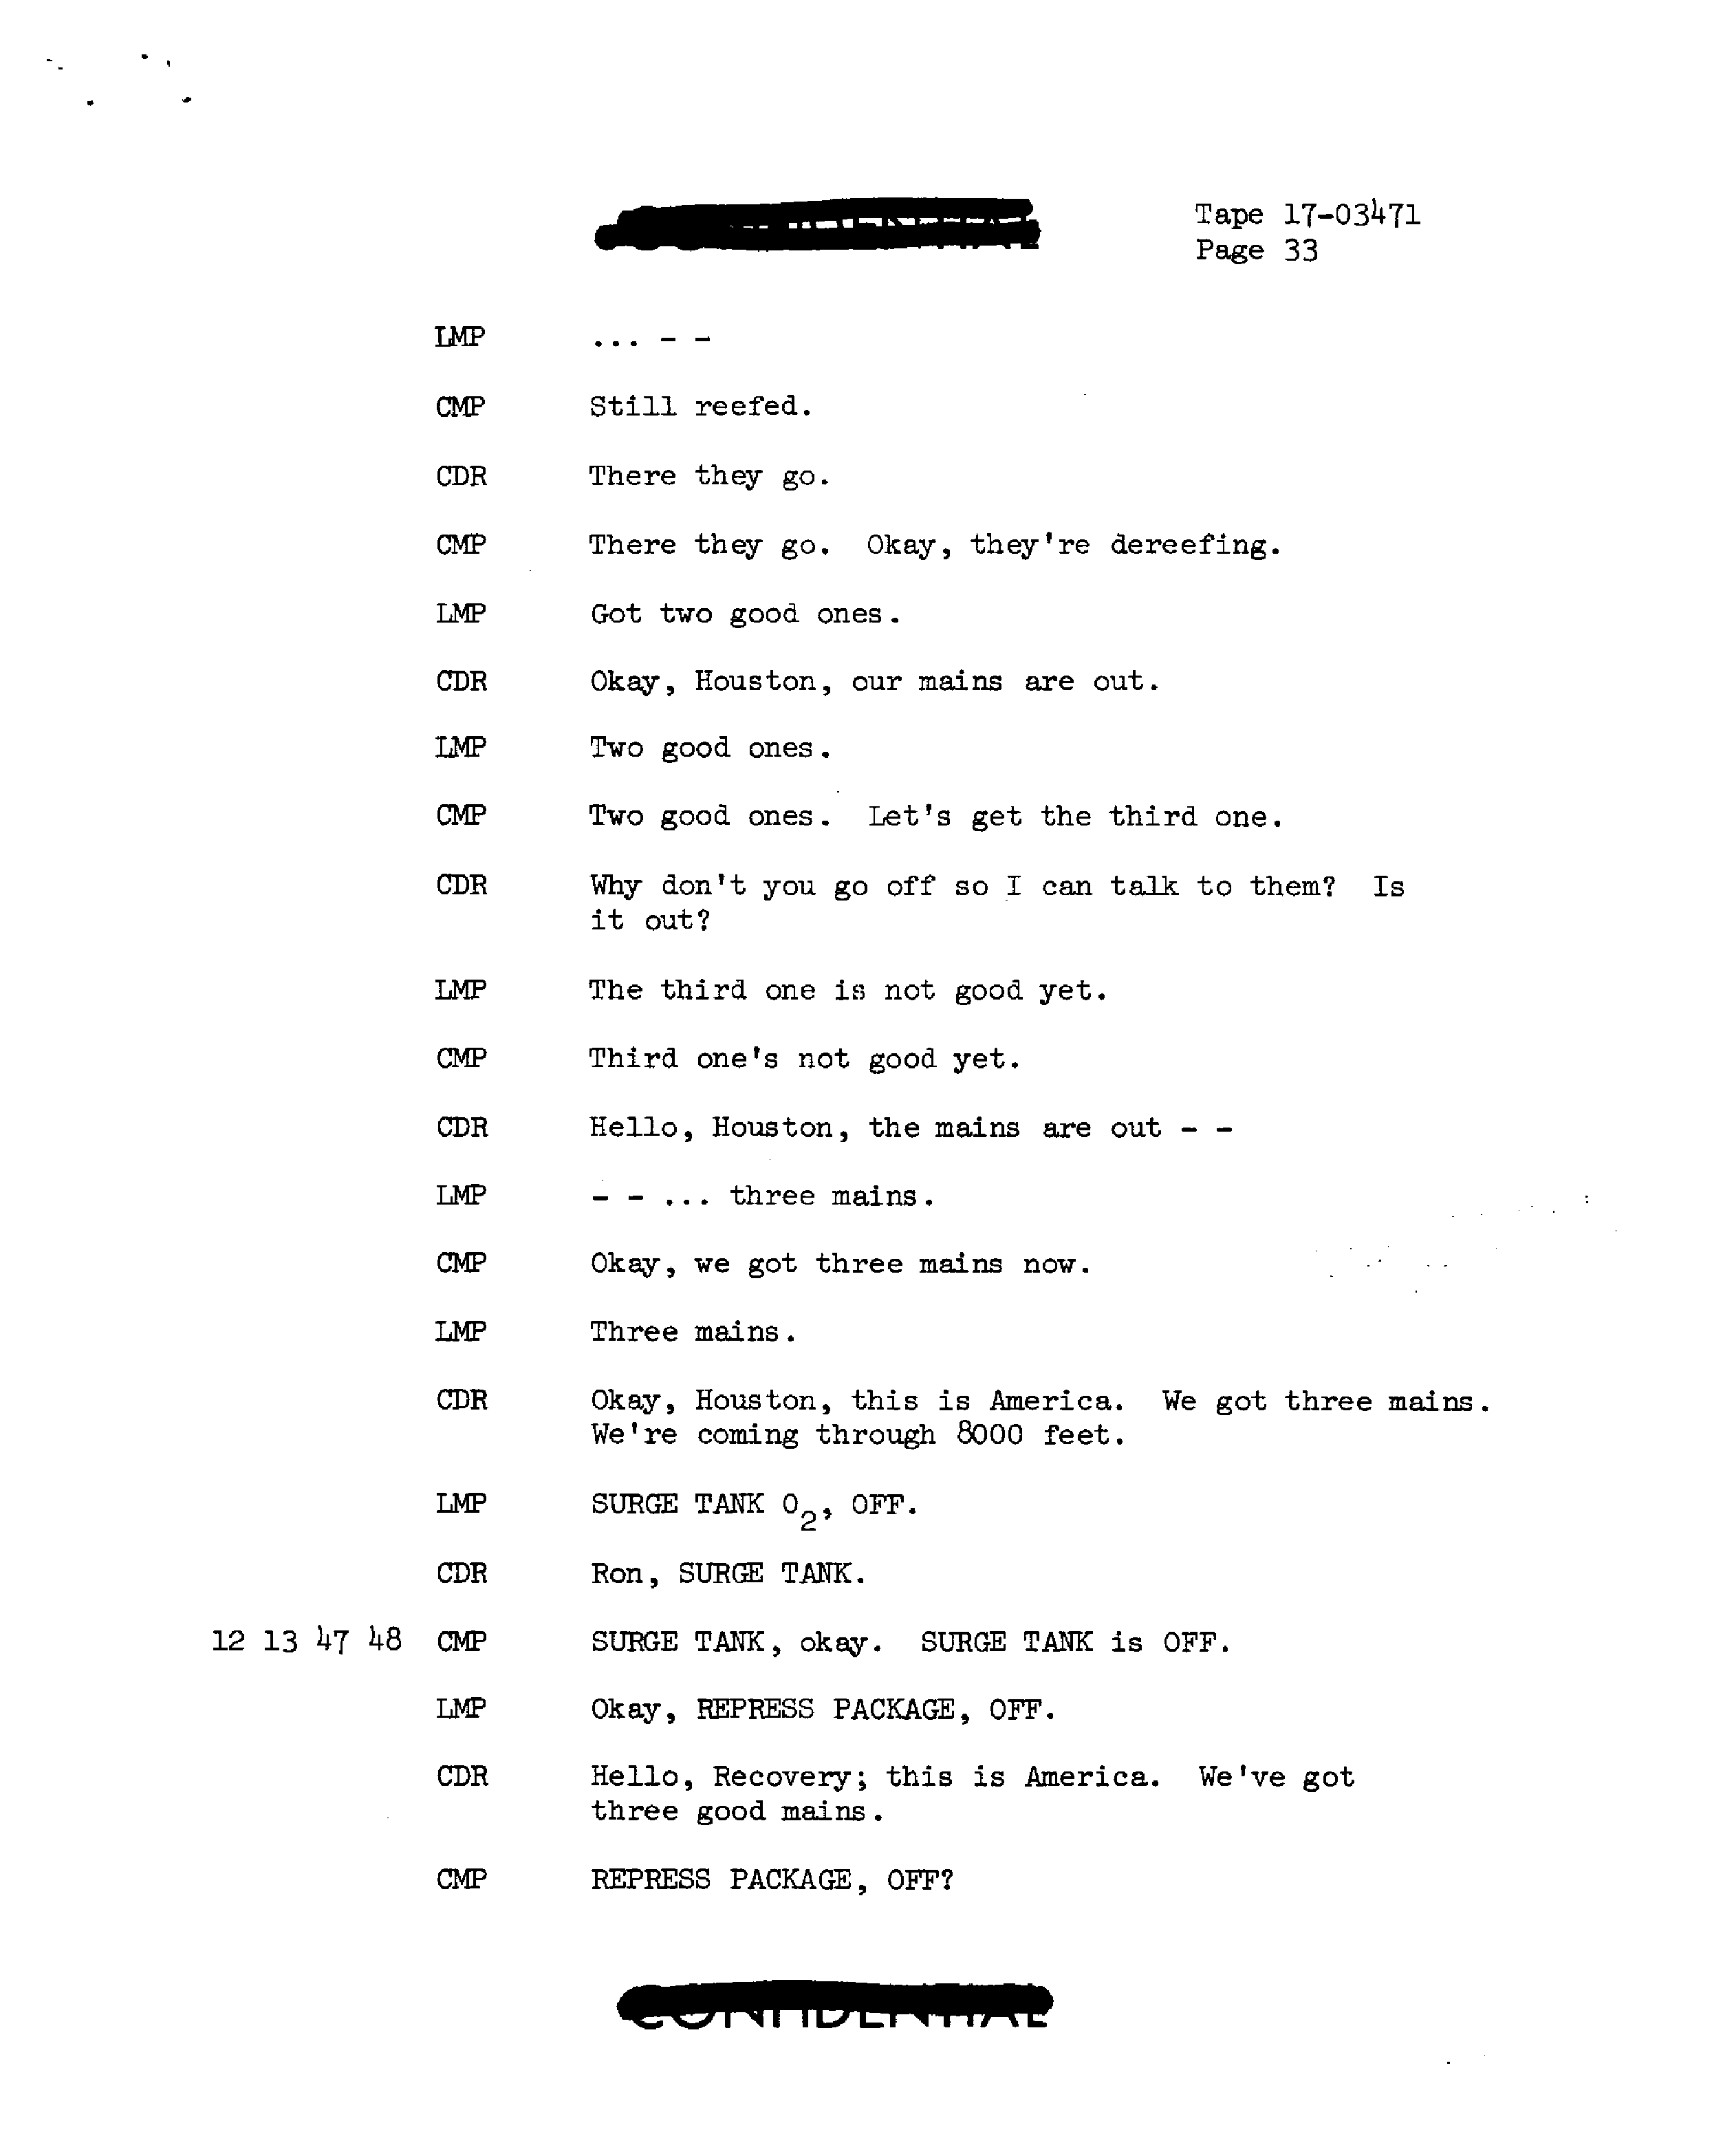 Tape 17-03471
Page 33
LMP ... - -
CMP Still reefed.
CDR There they go.
CMP There they go. Okay, they're dereefing.
LMP Got two good ones.
CDR Okay, Houston, our mains are out.
LMP Two good ones.
CMP Two good ones. Let's get the third one.
CDR Why don't you go off so I can talk to them? Is
it out?
LMP The third one is not good yet.
CMP Third one's not good yet.
CDR Hello, Houston, the mains are out - -
LMP - - ... three mains.
CMP Okay, we got three mains now.
LMP Three mains.
CDR Okay, Houston, this is America. We got three mains.
We're coming through 8000 feet.
LMP SURGE TANK O2, OFF.
CDR Ron, SURGE TANK.
12 13 47 48 CMP SURGE TANK, okay. SURGE TANK is OFF.
LMP Okay, REPRESS PACKAGE, OFF.
CDR Hello, Recovery; this is America. We've got
three good mains.
CMP REPRESS PACKAGE, OFF?
CONFIDENTIAL